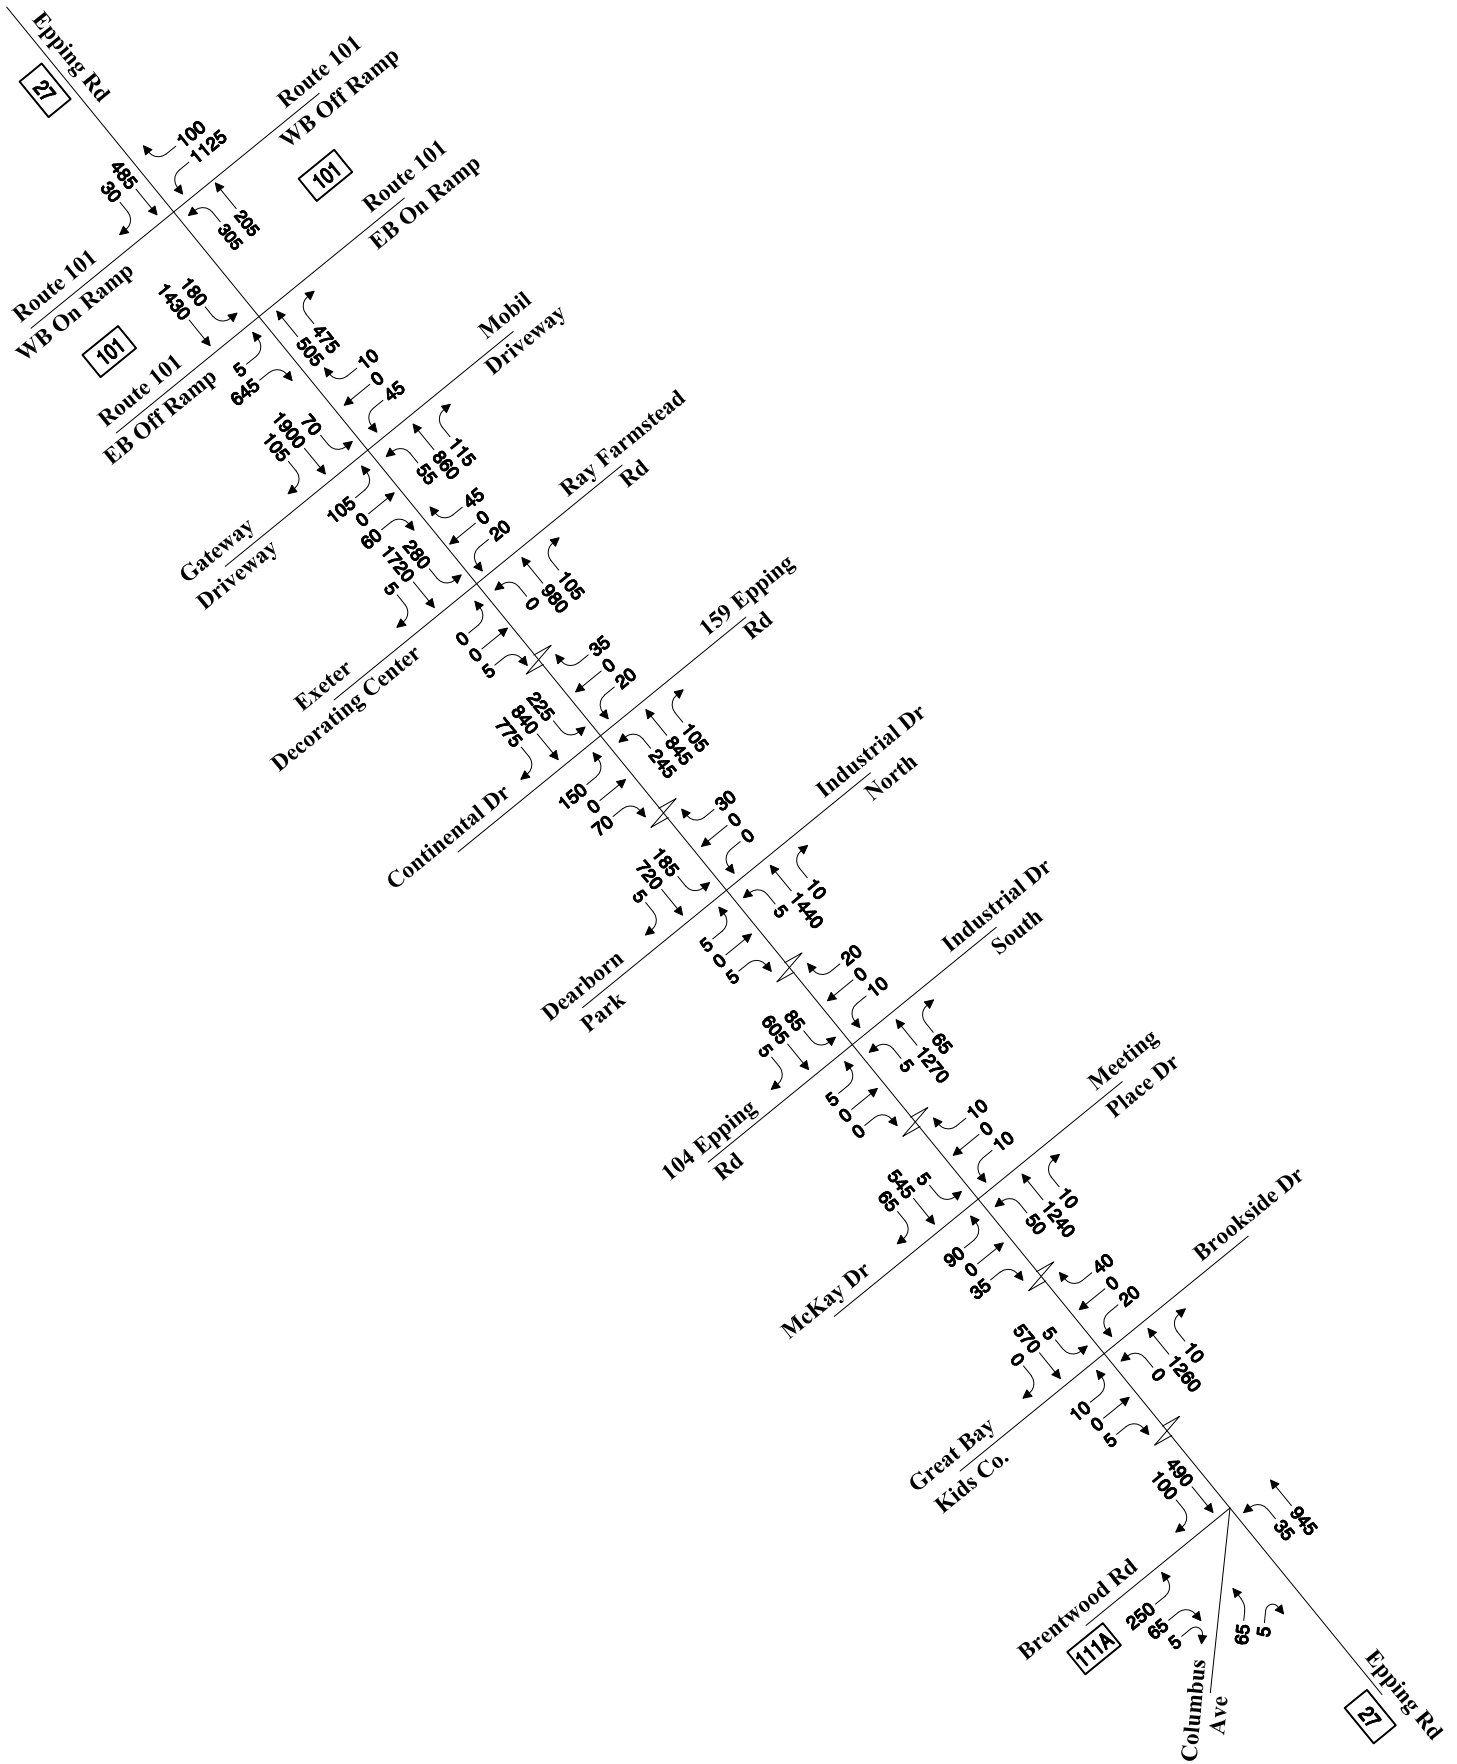 Epping Rd
27
Route 101
WB Off Ramp
100
1125
485
30
205
305
Route 101
WB On Ramp
101
Route 101
EB On Ramp
101
180
1430
475
505
5
645
Route 101
EB Off Ramp
Mobil
Driveway
10
0
45
70
1900
105
115
860
55
105
0
60
Gateway
Driveway
Ray Farmstead
Rd
45
0
20
280
1720
5
105
980
0
0
0
5
Exeter
Decorating Center
159 Epping
Rd
35
0
20
225
840
775
105
845
245
150
0
70
Continental Dr
Industrial Dr
North
30
0
0
185
720
5
10
1440
5
5
0
5
Dearborn
Park
Industrial Dr
South
20
0
10
85
605
5
65
1270
5
5
0
0
104 Epping
Rd
Meeting
Place Dr
10
0
10
5
545
65
10
1240
50
90
0
35
McKay Dr
Brookside Dr
40
0
20
5
570
0
10
1260
0
10
0
5
Great Bay
Kids Co.
490
100
945
35
Brentwood Rd
111A
250
65
5
65
5
Columbus
Ave
Epping Rd
27